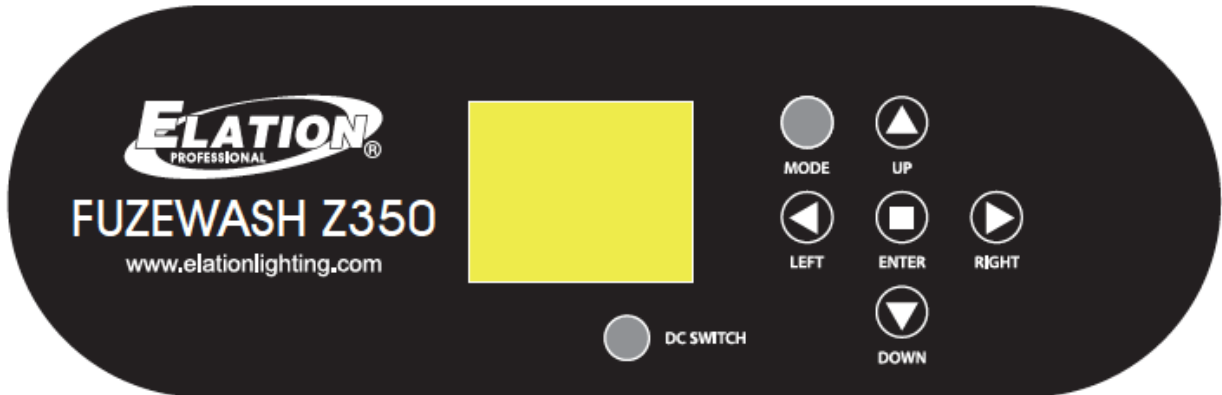 ELATION®
PROFESSIONAL
FUZEWASH Z350
www.elationlighting.com
MODE UP
LEFT ENTER RIGHT
DC SWITCH
DOWN